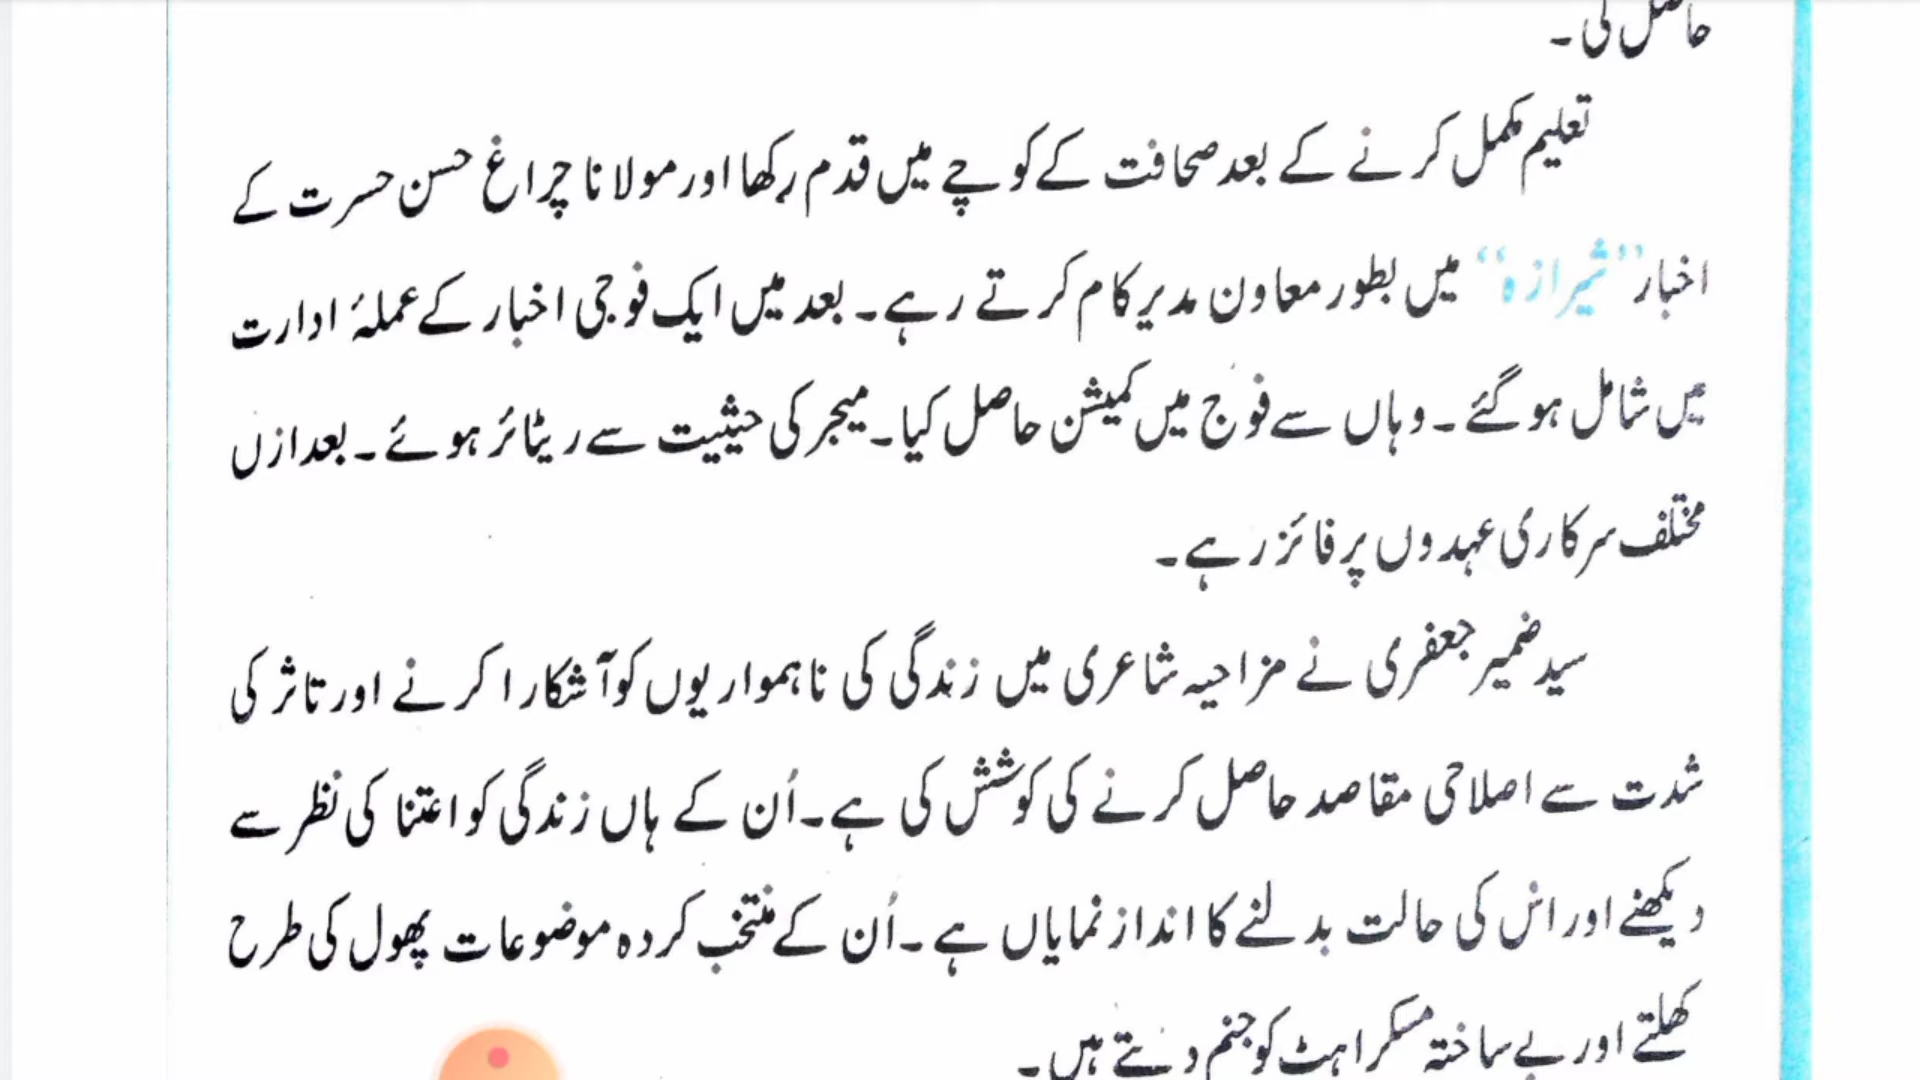 حاصل کی۔
تعلیم مکمل کرنے کے بعد صحافت کے کوچے میں قدم رکھا اور مولانا چراغ حسن حسرت کے
اخبار ’’شیرازہ‘‘ میں بطور معاون مدیر کام کرتے رہے۔ بعد میں ایک فوجی اخبار کے عملۂ ادارت
میں شامل ہوگئے۔ وہاں سے فوج میں کمیشن حاصل کیا۔ میجر کی حیثیت سے ریٹائر ہوئے۔ بعدازں
مختلف سرکاری عہدوں پر فائز رہے۔
سید ضمیر جعفری نے مزاحیہ شاعری میں زندگی کی ناہمواریوں کو آشکارا کرنے اور تاثر کی
شدت سے اصلاحی مقاصد حاصل کرنے کی کوشش کی ہے۔ اُن کے ہاں زندگی کو اعتنا کی نظر سے
دیکھنے اور اس کی حالت بدلنے کا انداز نمایاں ہے۔ اُن کے منتخب کردہ موضوعات پھول کی طرح
کھلتے اور بے ساختہ مسکراہٹ کو جنم دیتے ہیں۔